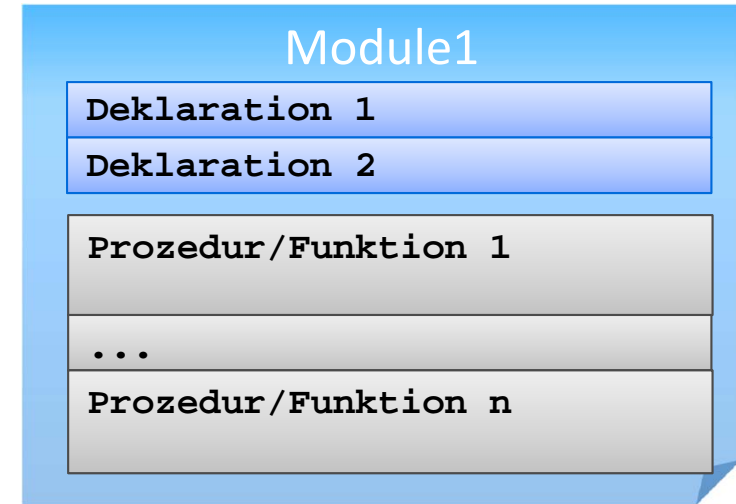 Module1
Deklaration 1
Deklaration 2
Prozedur/Funktion 1
...
Prozedur/Funktion n